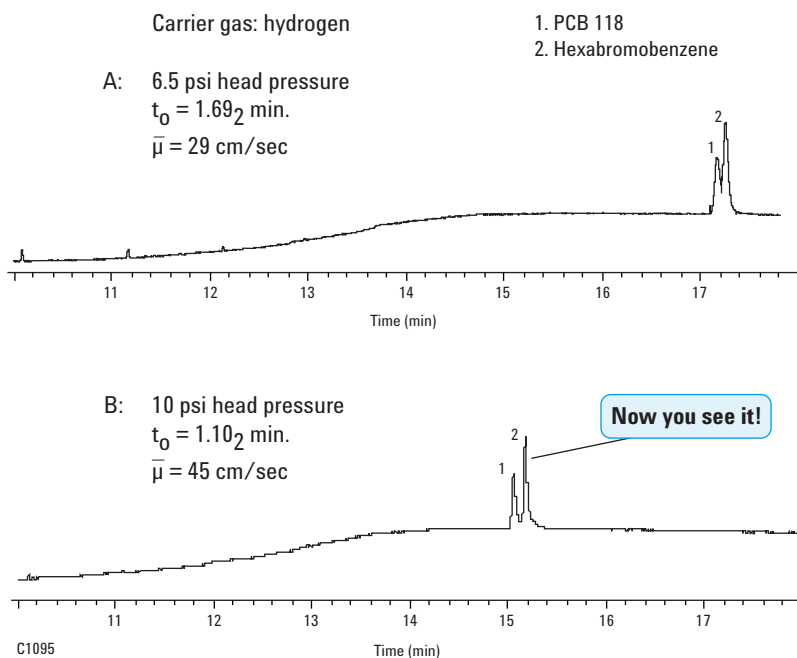 Carrier gas: hydrogen
1. PCB 118
2. Hexabromobenzene
A: 6.5 psi head pressure
t₀ = 1.69₂ min.
μ̅ = 29 cm/sec
2
1
11 12 13 14 15 16 17
Time (min)
B: 10 psi head pressure
t₀ = 1.10₂ min.
μ̅ = 45 cm/sec
Now you see it!
2
1
11 12 13 14 15 16 17
C1095
Time (min)